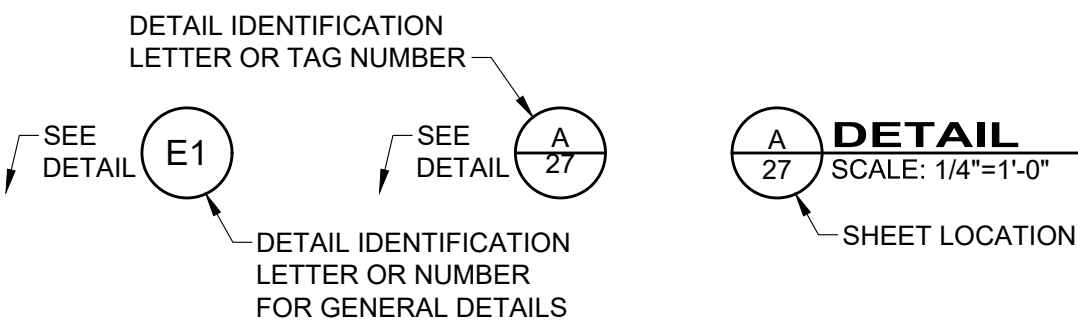 DETAIL IDENTIFICATION
LETTER OR TAG NUMBER
SEE
DETAIL
E1
SEE
DETAIL
A
27
A
27
DETAIL
SCALE: 1/4"=1'-0"
DETAIL IDENTIFICATION
LETTER OR NUMBER
FOR GENERAL DETAILS
SHEET LOCATION